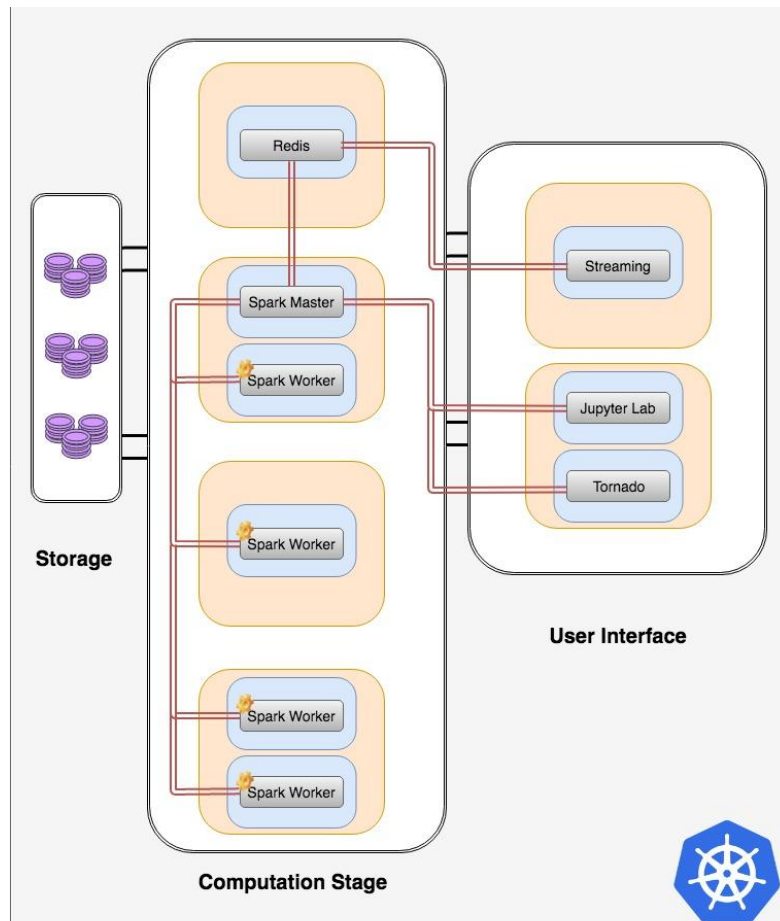 Redis
Streaming
Spark Master
Spark Worker
Jupyter Lab
Tornado
Spark Worker
Storage
User Interface
Spark Worker
Spark Worker
Computation Stage